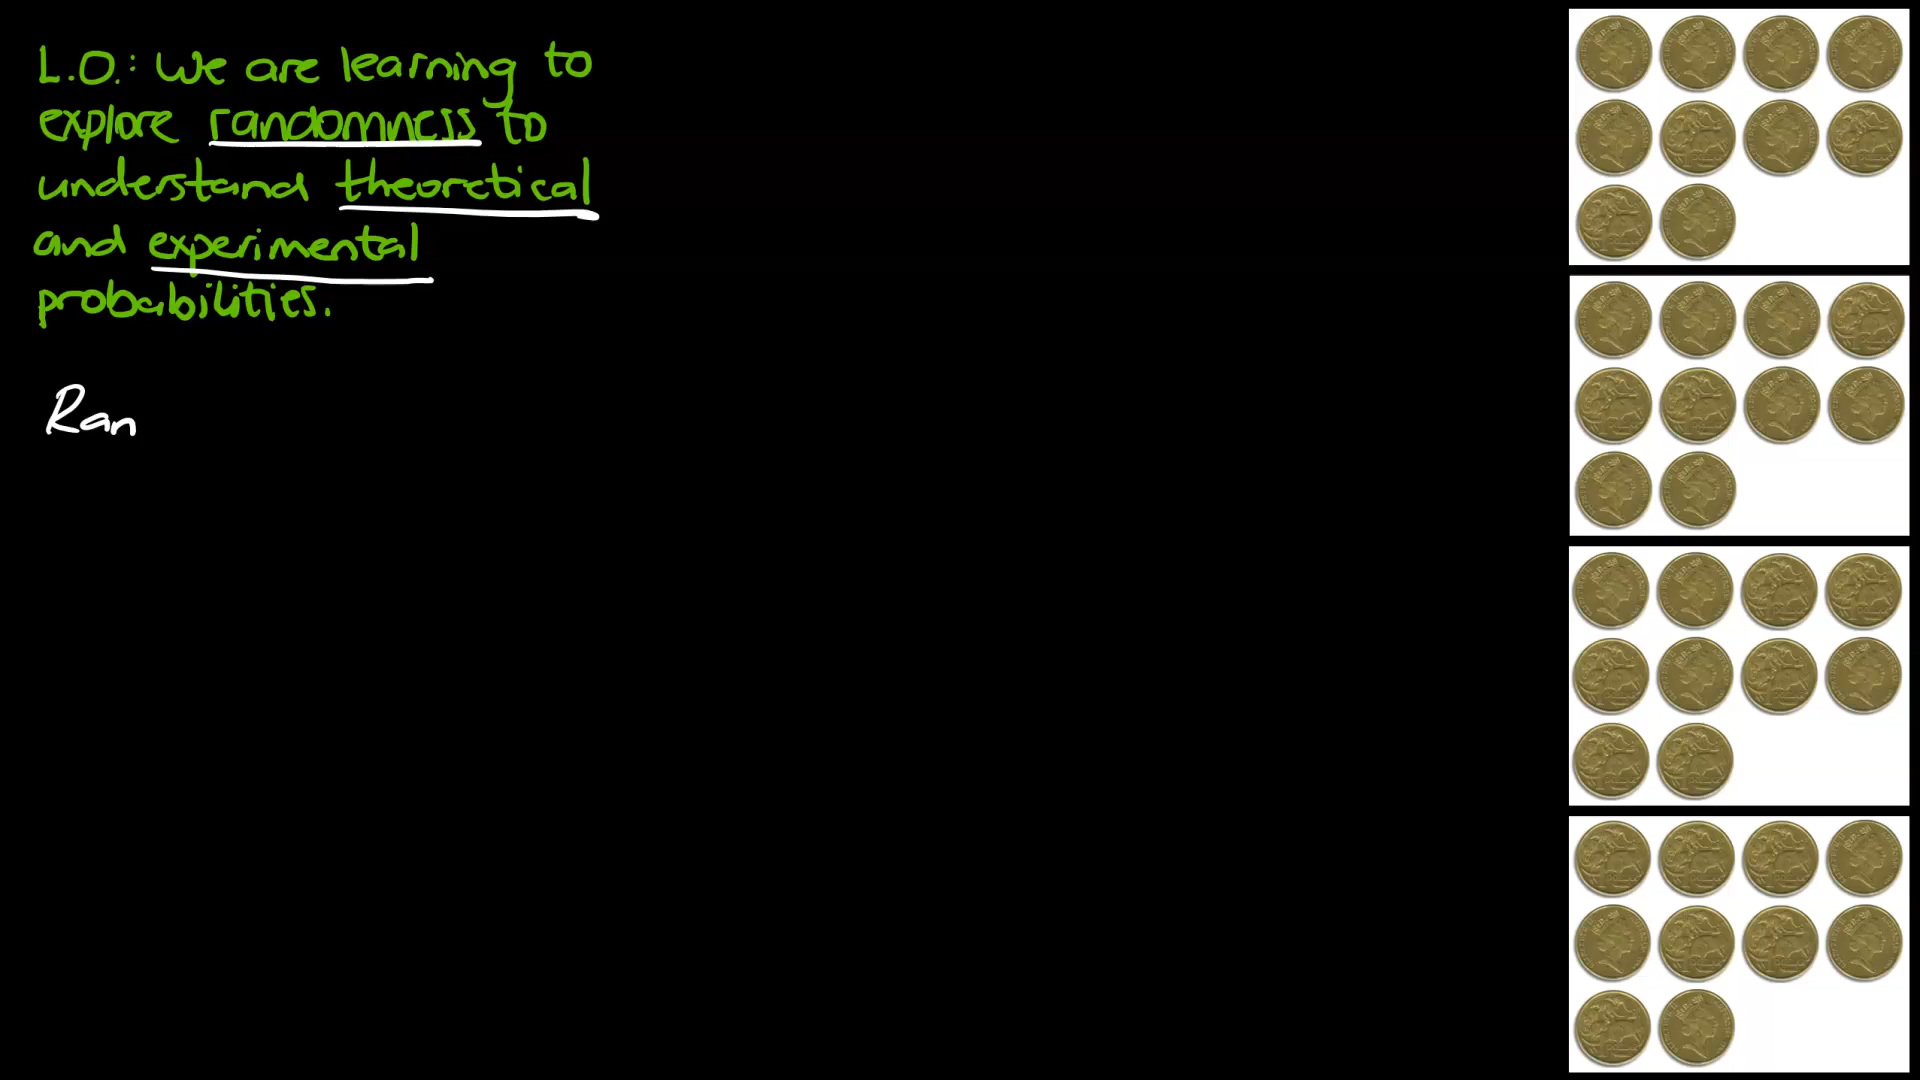 L.O.: We are learning to
explore randomness to
understand theoretical
and experimental
probabilities.
Ran